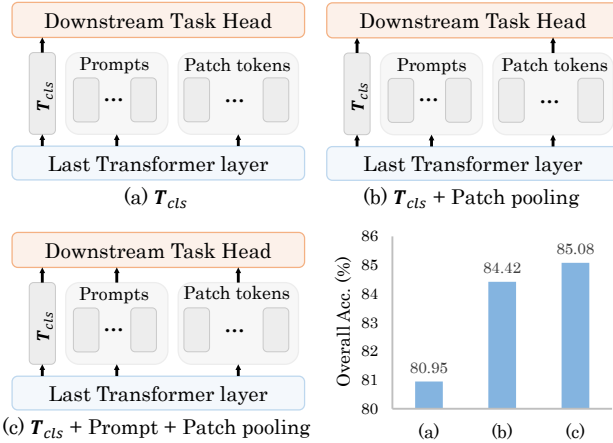 Downstream Task Head
Prompts
Patch tokens
T_cls
...
...
Last Transformer layer
(a) T_cls
Downstream Task Head
Prompts
Patch tokens
T_cls
...
...
Last Transformer layer
(b) T_cls + Patch pooling
Downstream Task Head
Prompts
Patch tokens
T_cls
...
...
Last Transformer layer
(c) T_cls + Prompt + Patch pooling
Overall Acc. (%)
86
85
84
83
82
81
80
80.95
84.42
85.08
(a)
(b)
(c)